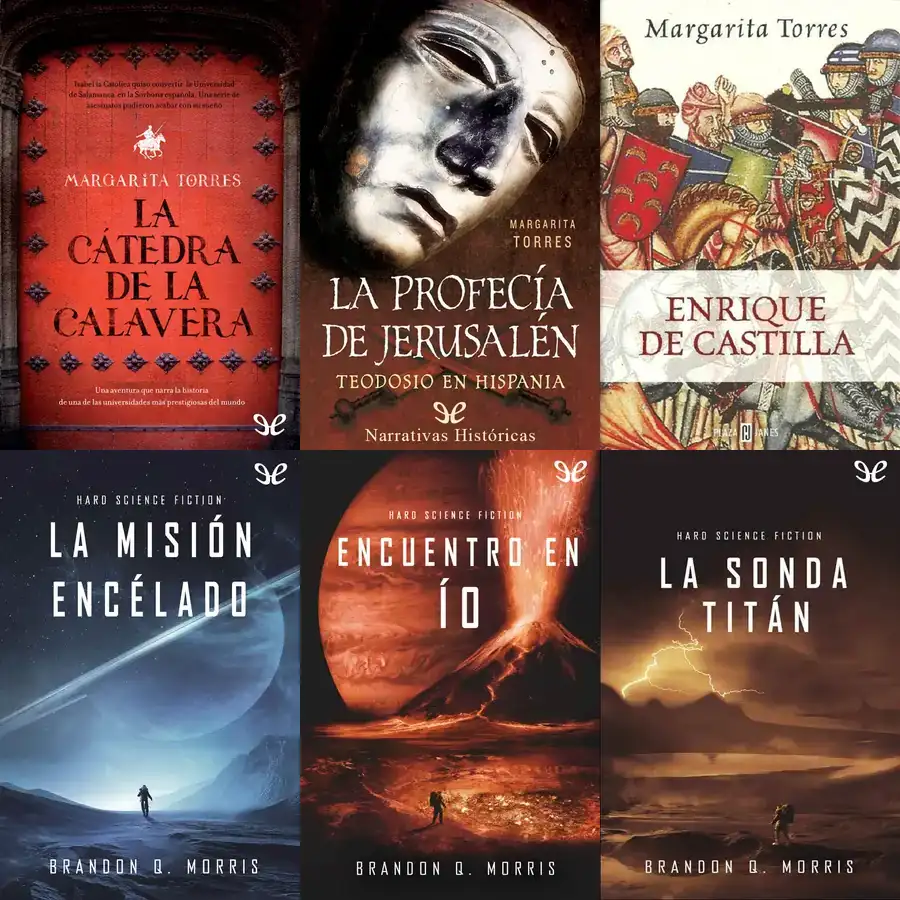 Isabel la Católica quiso convertir la Universidad
de Salamanca en la Sorbona española. Una serie de
asesinatos pudieron acabar con su sueño
MARGARITA TORRES
LA
CÁTEDRA
DE LA
CALAVERA
Una aventura que narra la historia
de una de las universidades más prestigiosas del mundo
MARGARITA
TORRES
LA PROFECÍA
DE JERUSALÉN
TEODOSIO EN HISPANIA
Narrativas Históricas
Margarita Torres
ENRIQUE
DE CASTILLA
PLAZA JANÉS
HARD SCIENCE FICTION
LA MISIÓN
ENCÉLADO
BRANDON Q. MORRIS
HARD SCIENCE FICTION
ENCUENTRO EN
ÍO
BRANDON Q. MORRIS
HARD SCIENCE FICTION
LA SONDA
TITÁN
BRANDON Q. MORRIS